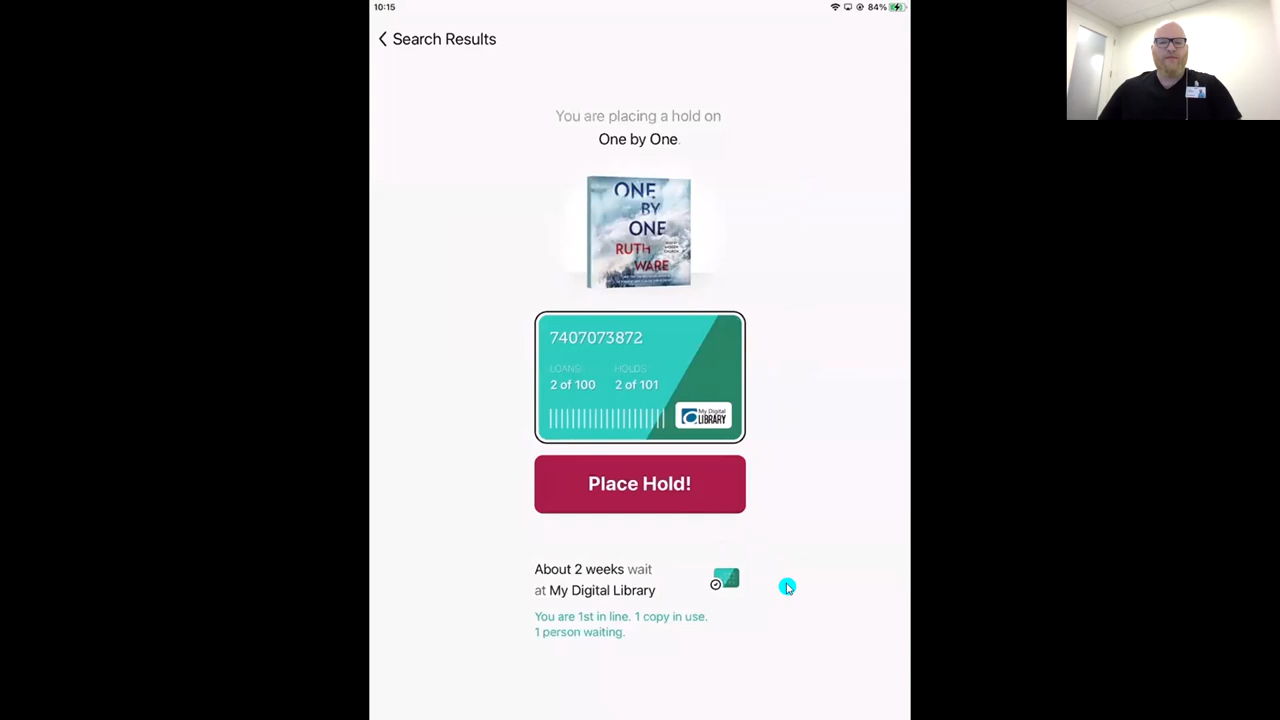 10:15
84%
Search Results
You are placing a hold on
One by One.
ONE
BY
ONE
RUTH
WARE
7407073872
LOANS
HOLDS
2 of 100
2 of 101
My Digital
LIBRARY
Place Hold!
About 2 weeks wait
at My Digital Library
You are 1st in line. 1 copy in use.
1 person waiting.